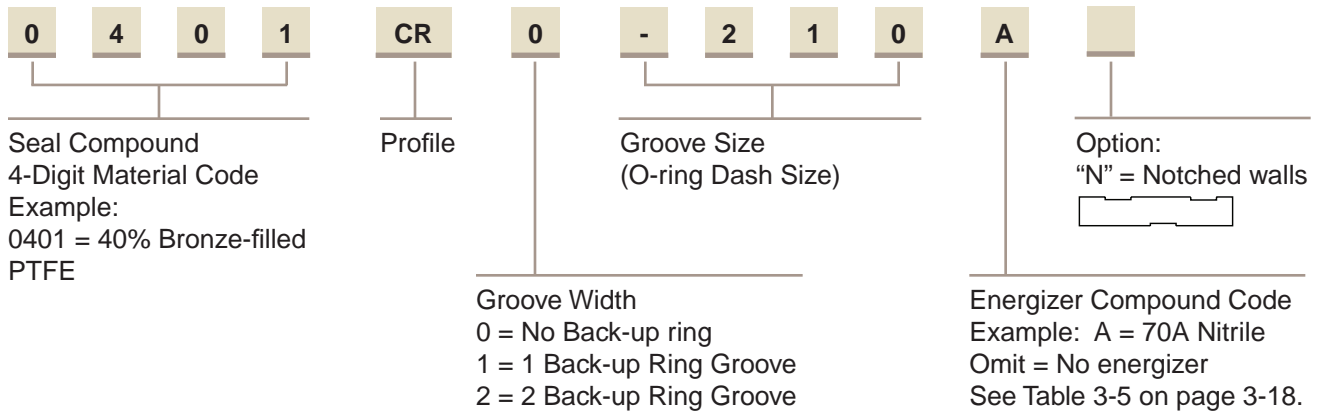 0 4 0 1 CR 0 - 2 1 0 A
Seal Compound
4-Digit Material Code
Example:
0401 = 40% Bronze-filled
PTFE
Profile
Groove Size
(O-ring Dash Size)
Option:
“N” = Notched walls
Groove Width
0 = No Back-up ring
1 = 1 Back-up Ring Groove
2 = 2 Back-up Ring Groove
Energizer Compound Code
Example: A = 70A Nitrile
Omit = No energizer
See Table 3-5 on page 3-18.